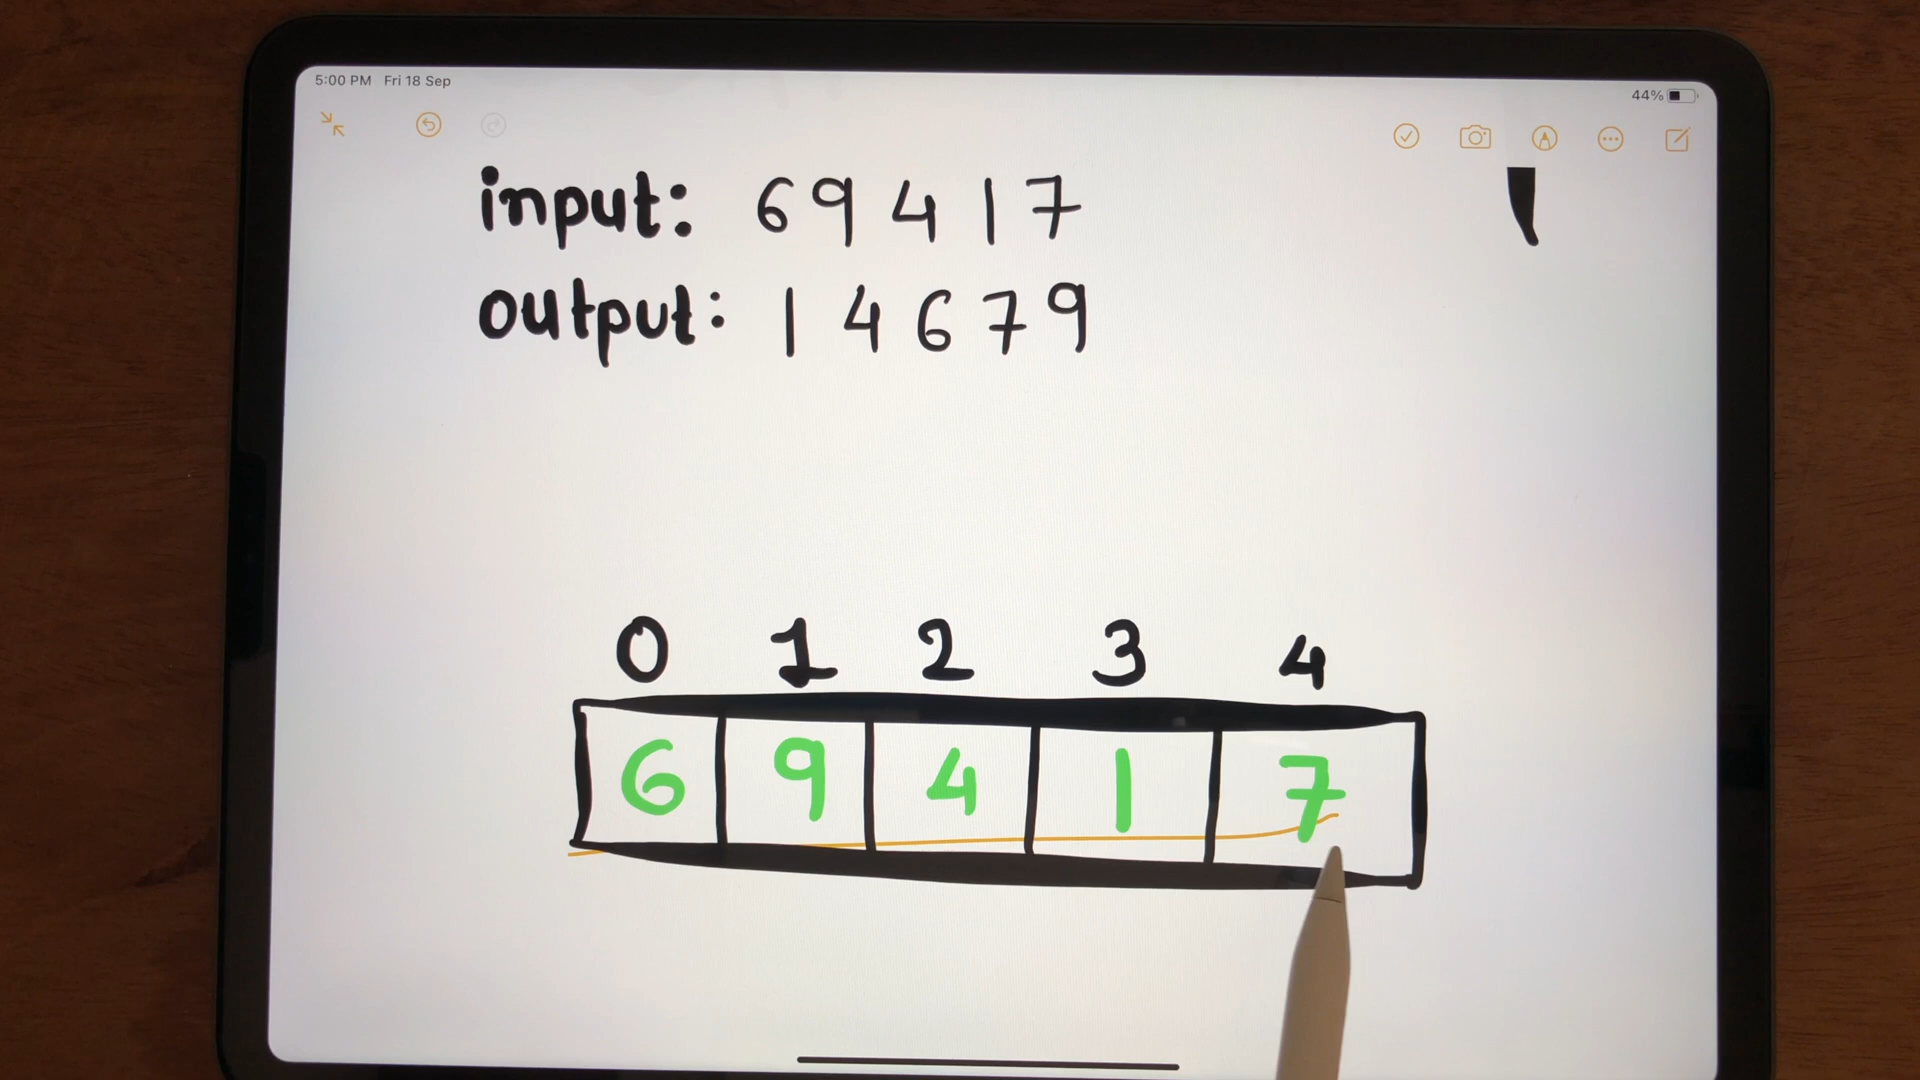 5:00 PM Fri 18 Sep
44%
input: 6 9 4 1 7
output: 1 4 6 7 9
0 1 2 3 4
6 9 4 1 7